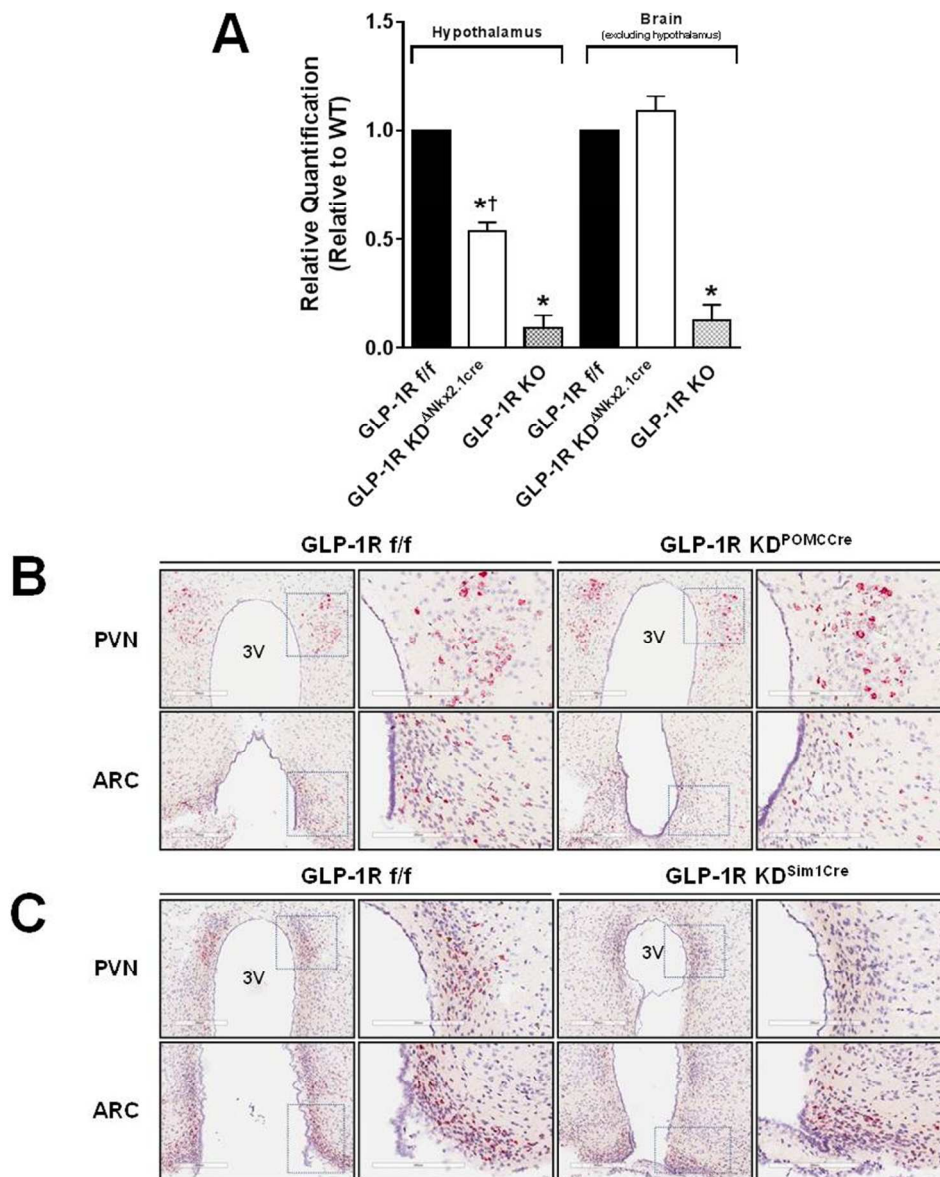 A
Relative Quantification
(Relative to WT)
1.5
1.0
0.5
0.0
Hypothalamus
Brain
(excluding hypothalamus)
*†
*
*
GLP-1R f/f
GLP-1R KDΔNkx2.1cre
GLP-1R KO
GLP-1R f/f
GLP-1R KDΔNkx2.1cre
GLP-1R KO
B
GLP-1R f/f
GLP-1R KDPOMCCre
PVN
3V
3V
ARC
C
GLP-1R f/f
GLP-1R KDSim1Cre
PVN
3V
3V
ARC